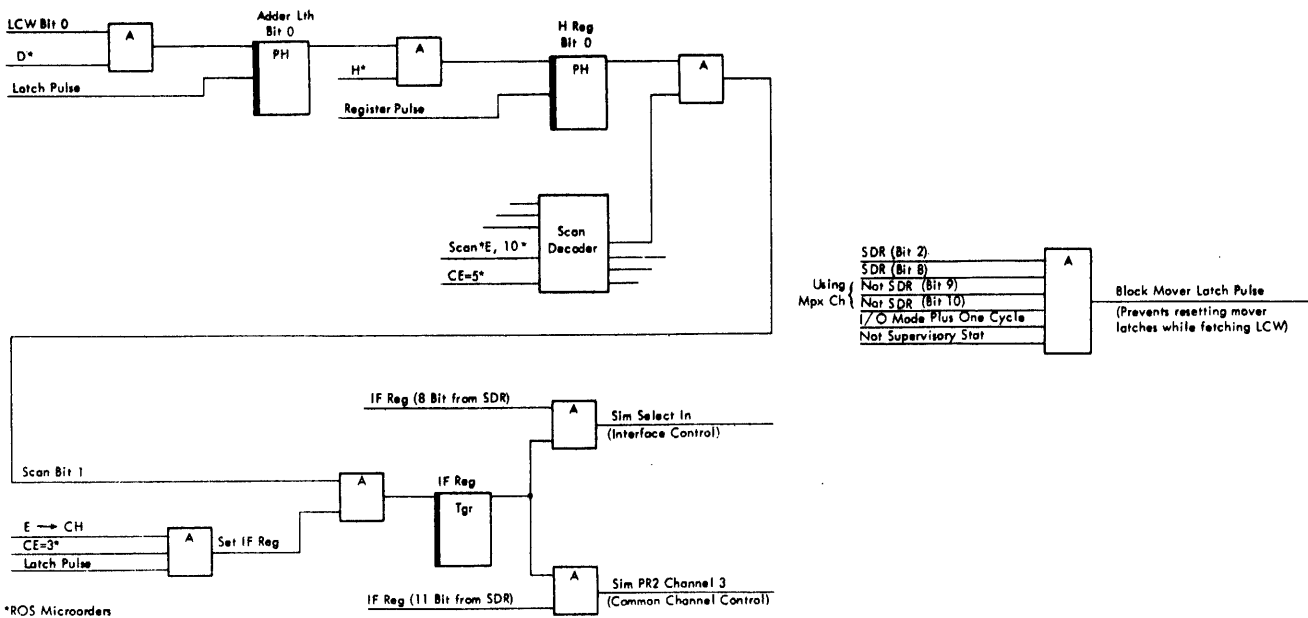 LCW Bit 0
D*
Latch Pulse
A
Adder Lth
Bit 0
PH
A
H*
Register Pulse
H Reg
Bit 0
PH
A
Scan*E, 10*
CE=5*
Scan
Decoder
SDR (Bit 2)
SDR (Bit 8)
Using
Mpx Ch
Not SDR (Bit 9)
Not SDR (Bit 10)
I/O Mode Plus One Cycle
Not Supervisory Stat
A
Block Mover Latch Pulse
(Prevents resetting mover
latches while fetching LCW)
IF Reg (8 Bit from SDR)
A
Sim Select In
(Interface Control)
Scan Bit 1
A
IF Reg
Tgr
E → CH
CE=3*
Latch Pulse
A
Set IF Reg
IF Reg (11 Bit from SDR)
A
Sim PR2 Channel 3
(Common Channel Control)
*ROS Microorders